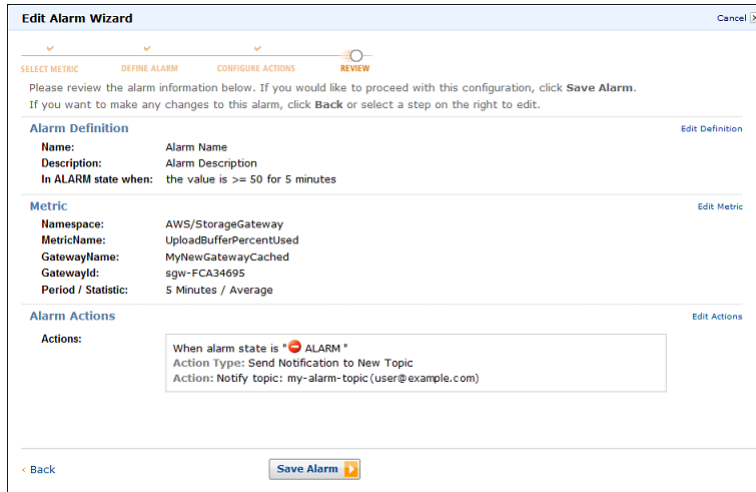 Edit Alarm Wizard
Cancel
SELECT METRIC DEFINE ALARM CONFIGURE ACTIONS REVIEW
Please review the alarm information below. If you would like to proceed with this configuration, click Save Alarm.
If you want to make any changes to this alarm, click Back or select a step on the right to edit.
Alarm Definition Edit Definition
Name: Alarm Name
Description: Alarm Description
In ALARM state when: the value is >= 50 for 5 minutes
Metric Edit Metric
Namespace: AWS/StorageGateway
MetricName: UploadBufferPercentUsed
GatewayName: MyNewGatewayCached
GatewayId: sgw-FCA34695
Period / Statistic: 5 Minutes / Average
Alarm Actions Edit Actions
Actions: When alarm state is " ALARM "
Action Type: Send Notification to New Topic
Action: Notify topic: my-alarm-topic(user@example.com)
< Back Save Alarm